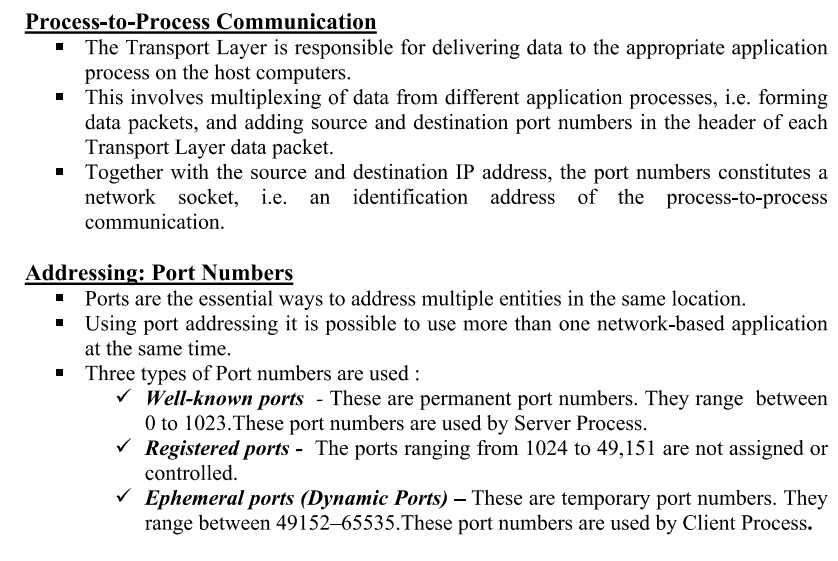 Process-to-Process Communication
▪ The Transport Layer is responsible for delivering data to the appropriate application
process on the host computers.
▪ This involves multiplexing of data from different application processes, i.e. forming
data packets, and adding source and destination port numbers in the header of each
Transport Layer data packet.
▪ Together with the source and destination IP address, the port numbers constitutes a
network socket, i.e. an identification address of the process-to-process
communication.
Addressing: Port Numbers
▪ Ports are the essential ways to address multiple entities in the same location.
▪ Using port addressing it is possible to use more than one network-based application
at the same time.
▪ Three types of Port numbers are used :
✓ Well-known ports - These are permanent port numbers. They range between
0 to 1023.These port numbers are used by Server Process.
✓ Registered ports - The ports ranging from 1024 to 49,151 are not assigned or
controlled.
✓ Ephemeral ports (Dynamic Ports) – These are temporary port numbers. They
range between 49152–65535.These port numbers are used by Client Process.